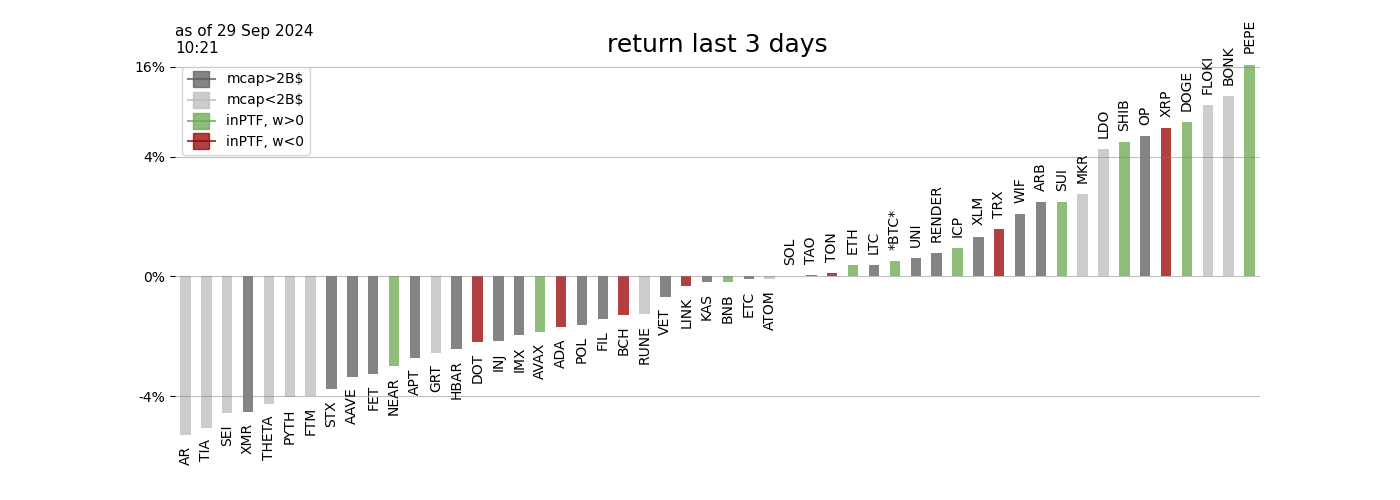 as of 29 Sep 2024
10:21
return last 3 days
16%
4%
0%
-4%
mcap>2B$
mcap<2B$
inPTF, w>0
inPTF, w<0
AR
TIA
SEI
XMR
THETA
PYTH
FTM
STX
AAVE
FET
NEAR
APT
GRT
HBAR
DOT
INJ
IMX
AVAX
ADA
POL
FIL
BCH
RUNE
VET
LINK
KAS
BNB
ETC
ATOM
SOL
TAO
TON
ETH
LTC
*BTC*
UNI
RENDER
ICP
XLM
TRX
WIF
ARB
SUI
MKR
LDO
SHIB
OP
XRP
DOGE
FLOKI
BONK
PEPE